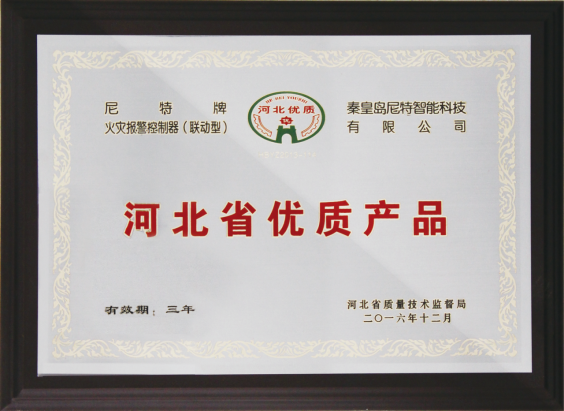 尼特牌
火灾报警控制器（联动型）
HE BEI YOUZHI
河北优质
秦皇岛尼特智能科技
有限公司
河北省优质产品
有效期：三年
河北省质量技术监督局
二〇一六年十二月